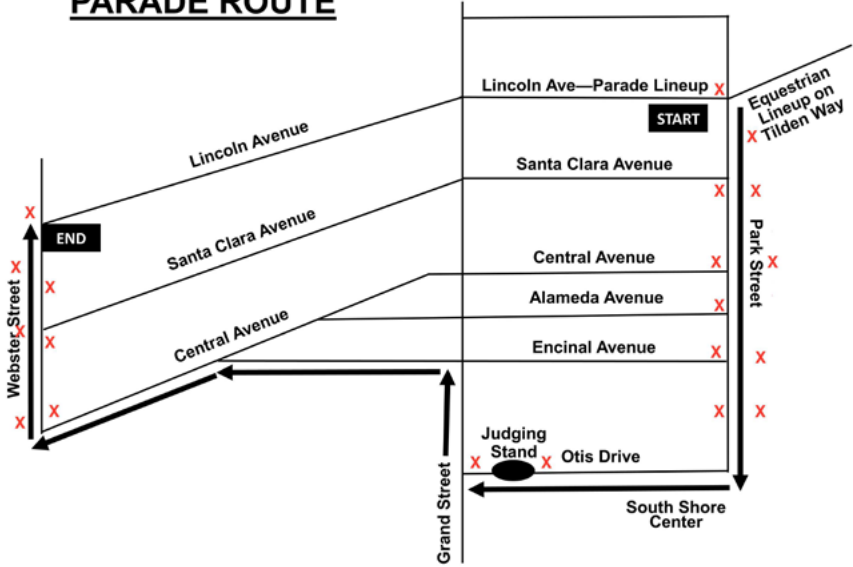 PARADE ROUTE
Lincoln Ave—Parade Lineup X
START
Equestrian
Lineup on
X Tilden Way
Lincoln Avenue
Santa Clara Avenue
X X
X
END
Santa Clara Avenue
Park Street
X
X
Central Avenue
X X
Alameda Avenue
X
Webster Street
X
X
Central Avenue
Encinal Avenue
X X
X
X
X X
Judging
Stand
X X
Otis Drive
Grand Street
South Shore
Center